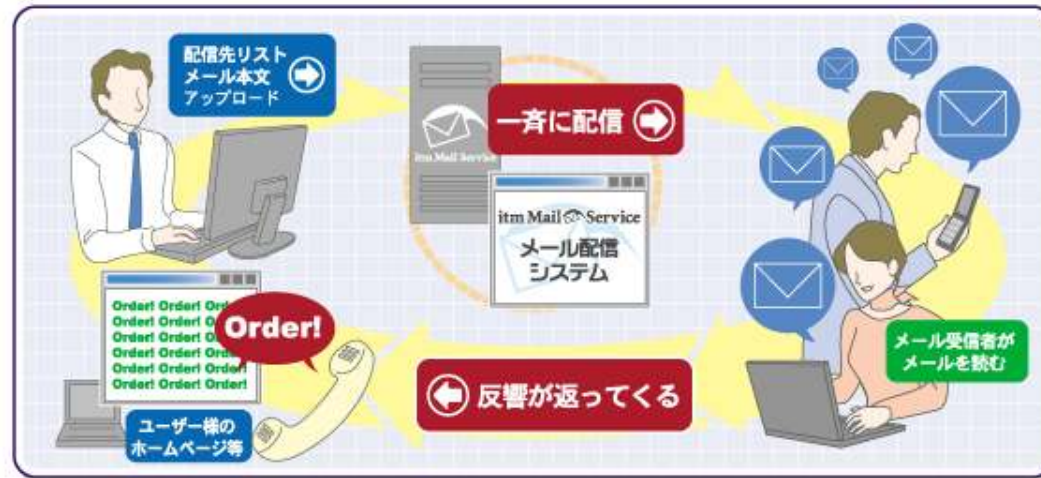 配信先リスト
メール本文
アップロード
itm Mail Service
一斉に配信
itm Mail Service
メール配信
システム
Order! Order! Order!
Order! Order! Order!
Order! Order! Order!
Order! Order! Order!
Order! Order! Order!
Order! Order! Order!
Order!
ユーザー様の
ホームページ等
反響が返ってくる
メール受信者が
メールを読む